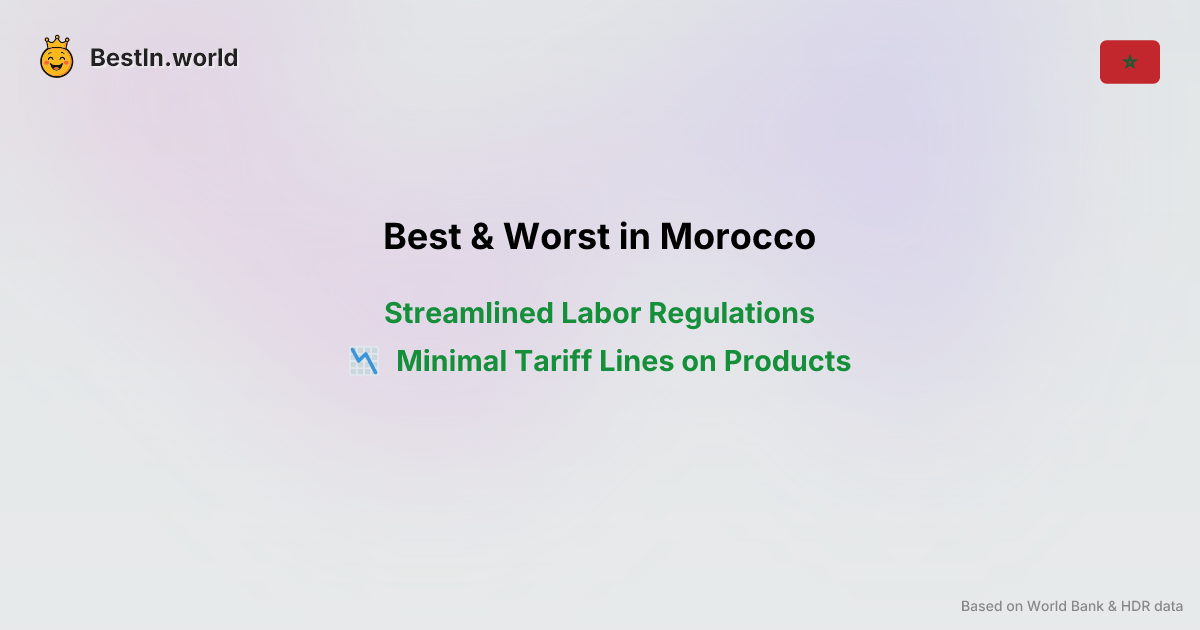 BestIn.world
Best & Worst in Morocco
Streamlined Labor Regulations
📉 Minimal Tariff Lines on Products
Based on World Bank & HDR data